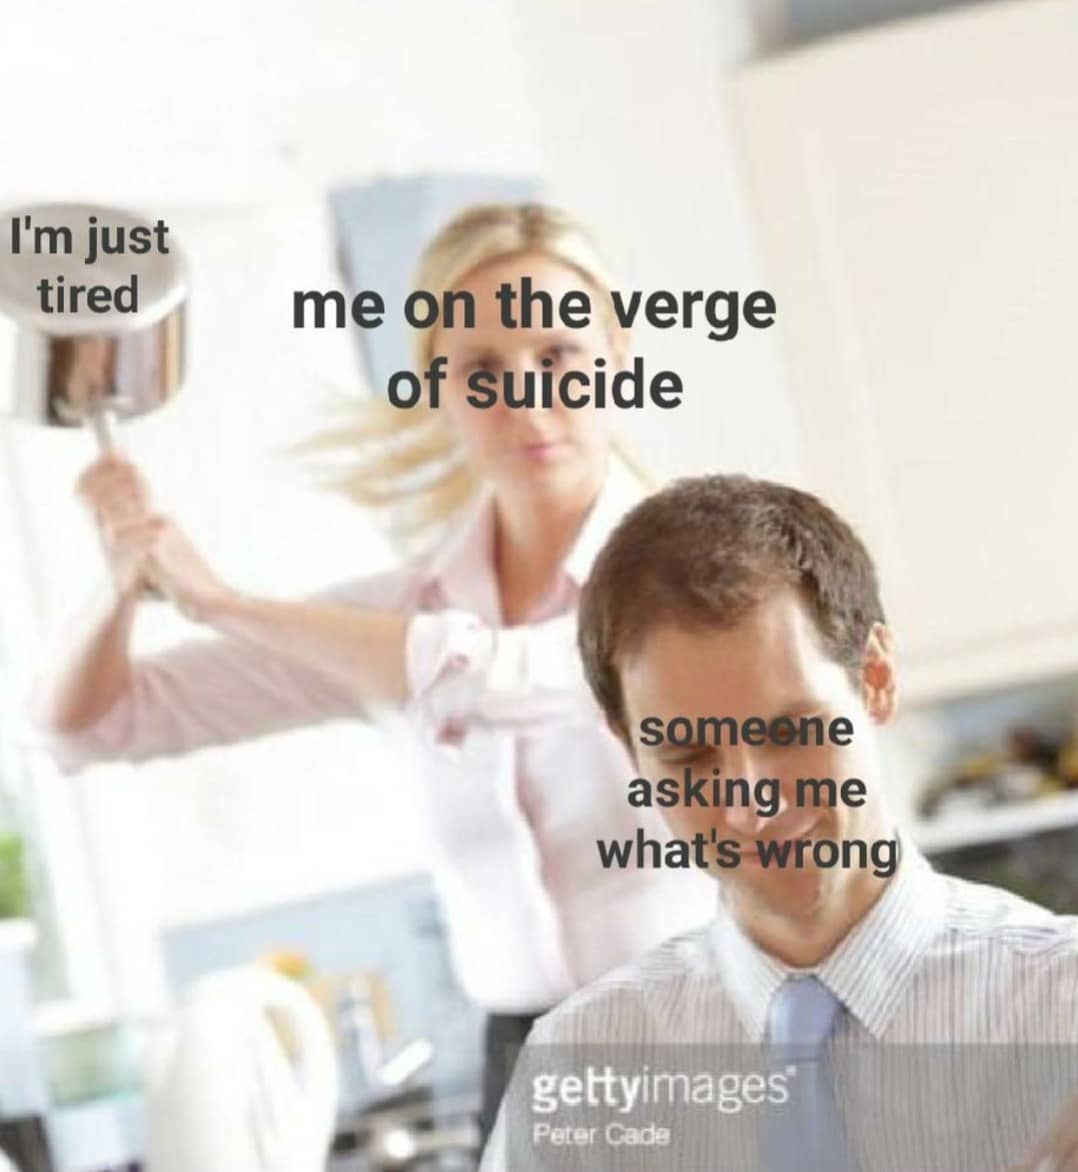 I'm just
tired
me on the verge
of suicide
someone
asking me
what's wrong
gettyimages
Peter Cade